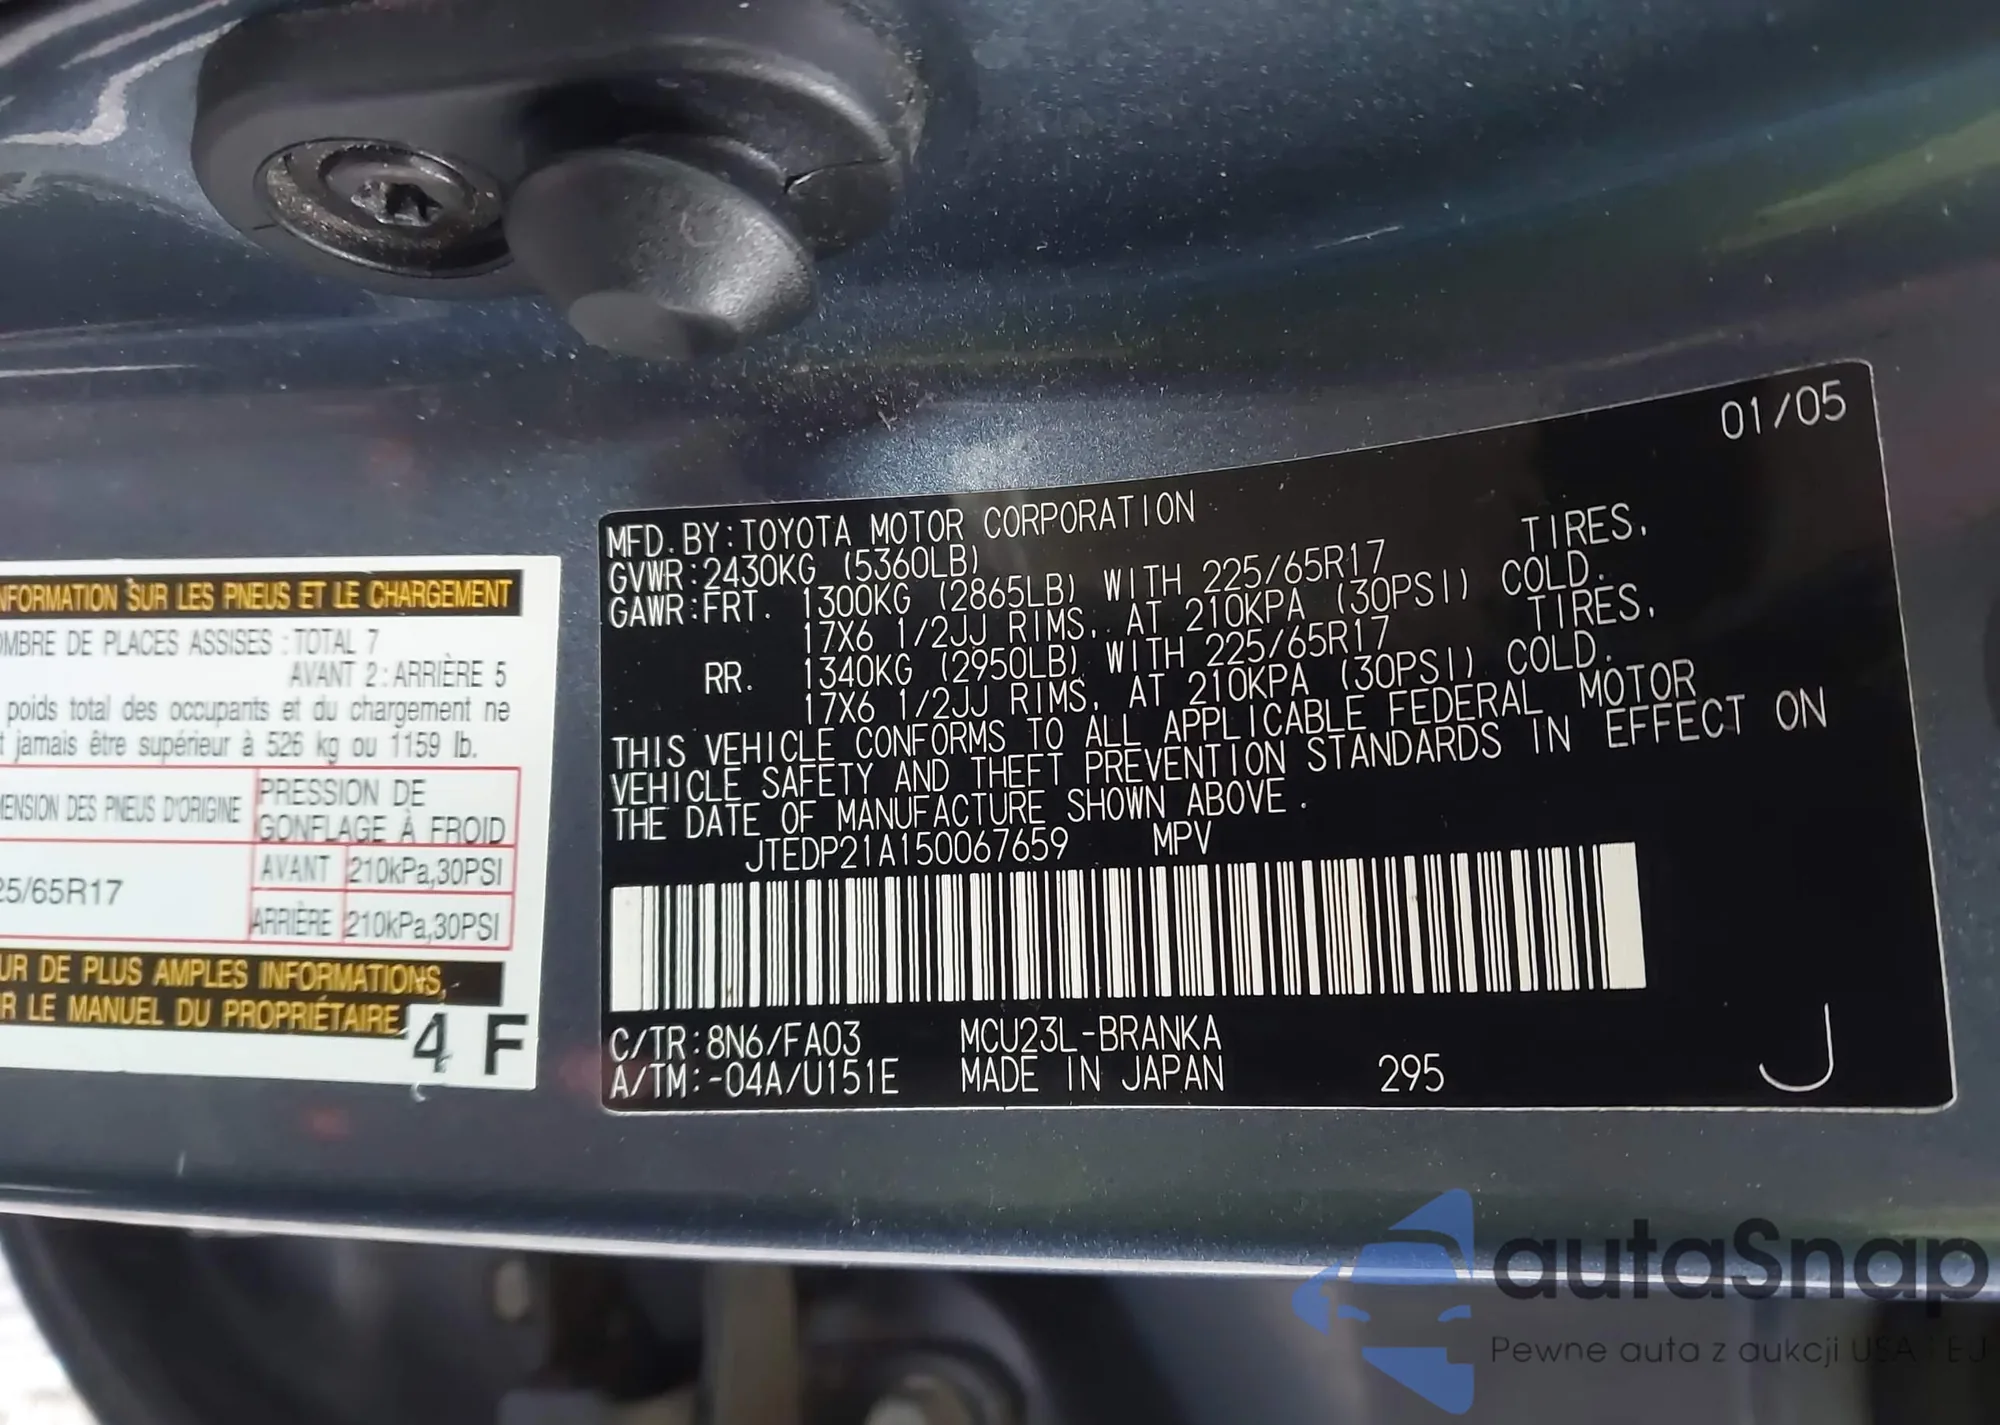 01/05
MFD. BY: TOYOTA MOTOR CORPORATION
GVWR: 2430KG (5360LB)
GAWR: FRT. 1300KG (2865LB) WITH 225/65R17 TIRES,
17X6 1/2JJ RIMS, AT 210KPA (30PSI) COLD.
RR. 1340KG (2950LB) WITH 225/65R17 TIRES,
17X6 1/2JJ RIMS, AT 210KPA (30PSI) COLD.
THIS VEHICLE CONFORMS TO ALL APPLICABLE FEDERAL MOTOR
VEHICLE SAFETY AND THEFT PREVENTION STANDARDS IN EFFECT ON
THE DATE OF MANUFACTURE SHOWN ABOVE.
JTEDP21A150067659 MPV
C/TR: 8N6/FA03 MCU23L-BRANKA
A/TM: -04A/U151E MADE IN JAPAN 295
J
NFORMATION SUR LES PNEUS ET LE CHARGEMENT
OMBRE DE PLACES ASSISES : TOTAL 7
AVANT 2 : ARRIÈRE 5
poids total des occupants et du chargement ne
t jamais être supérieur à 526 kg ou 1159 lb.
MENSION DES PNEUS D'ORIGINE
PRESSION DE
GONFLAGE À FROID
25/65R17
AVANT 210kPa,30PSI
ARRIÈRE 210kPa,30PSI
UR DE PLUS AMPLES INFORMATIONS,
R LE MANUEL DU PROPRIÉTAIRE
4 F
autaSnap
Pewne auta z aukcji USA